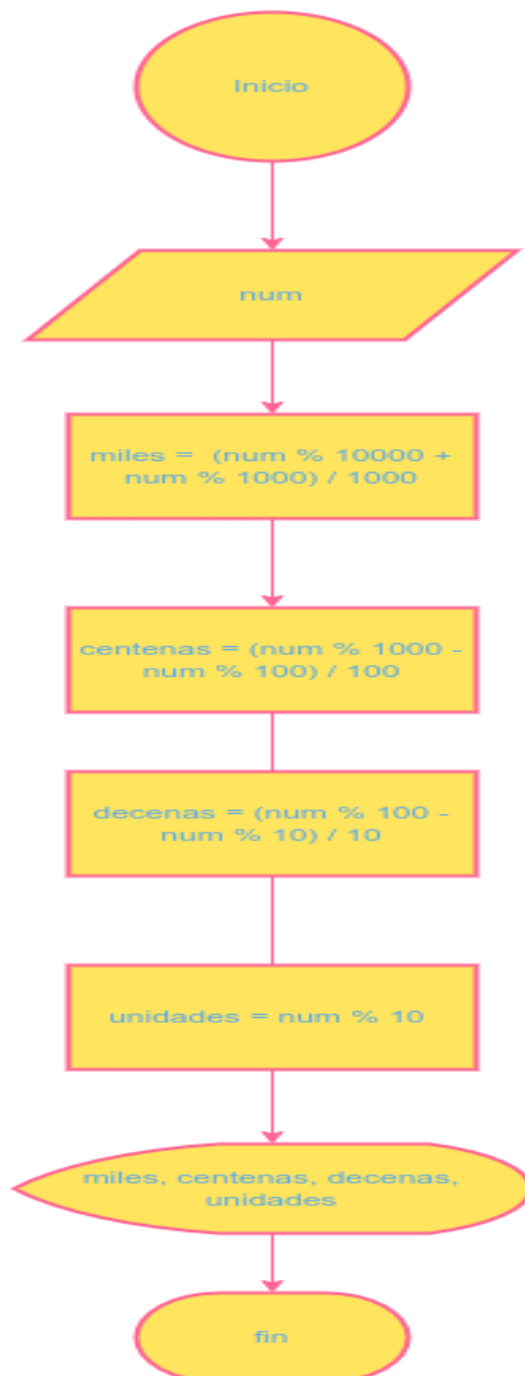 Inicio
num
miles = (num % 10000 +
num % 1000) / 1000
centenas = (num % 1000 -
num % 100) / 100
decenas = (num % 100 -
num % 10) / 10
unidades = num % 10
miles, centenas, decenas,
unidades
fin